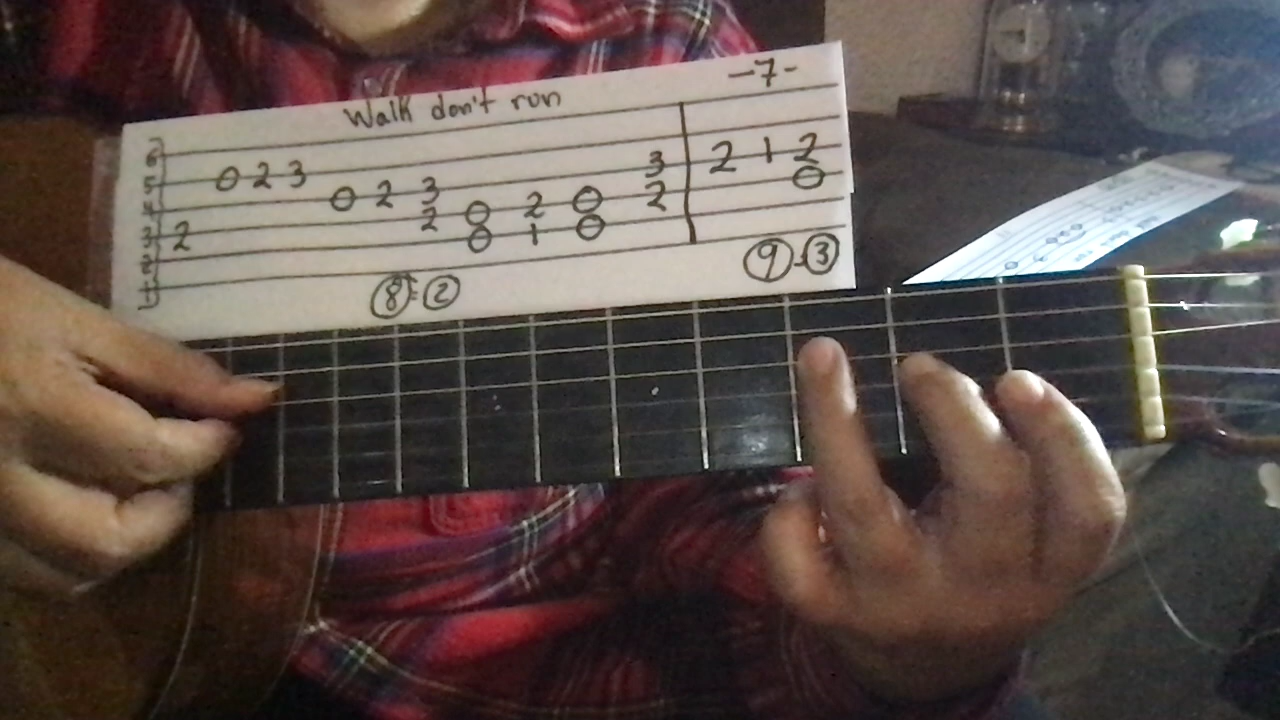 -7-
Walk don't run
6
5 0 2 3 3 2 1 2
4 0 2 3 2 0
3 2 2 0 2 0
2 0 1 0
1
8 = 2 9 - 3